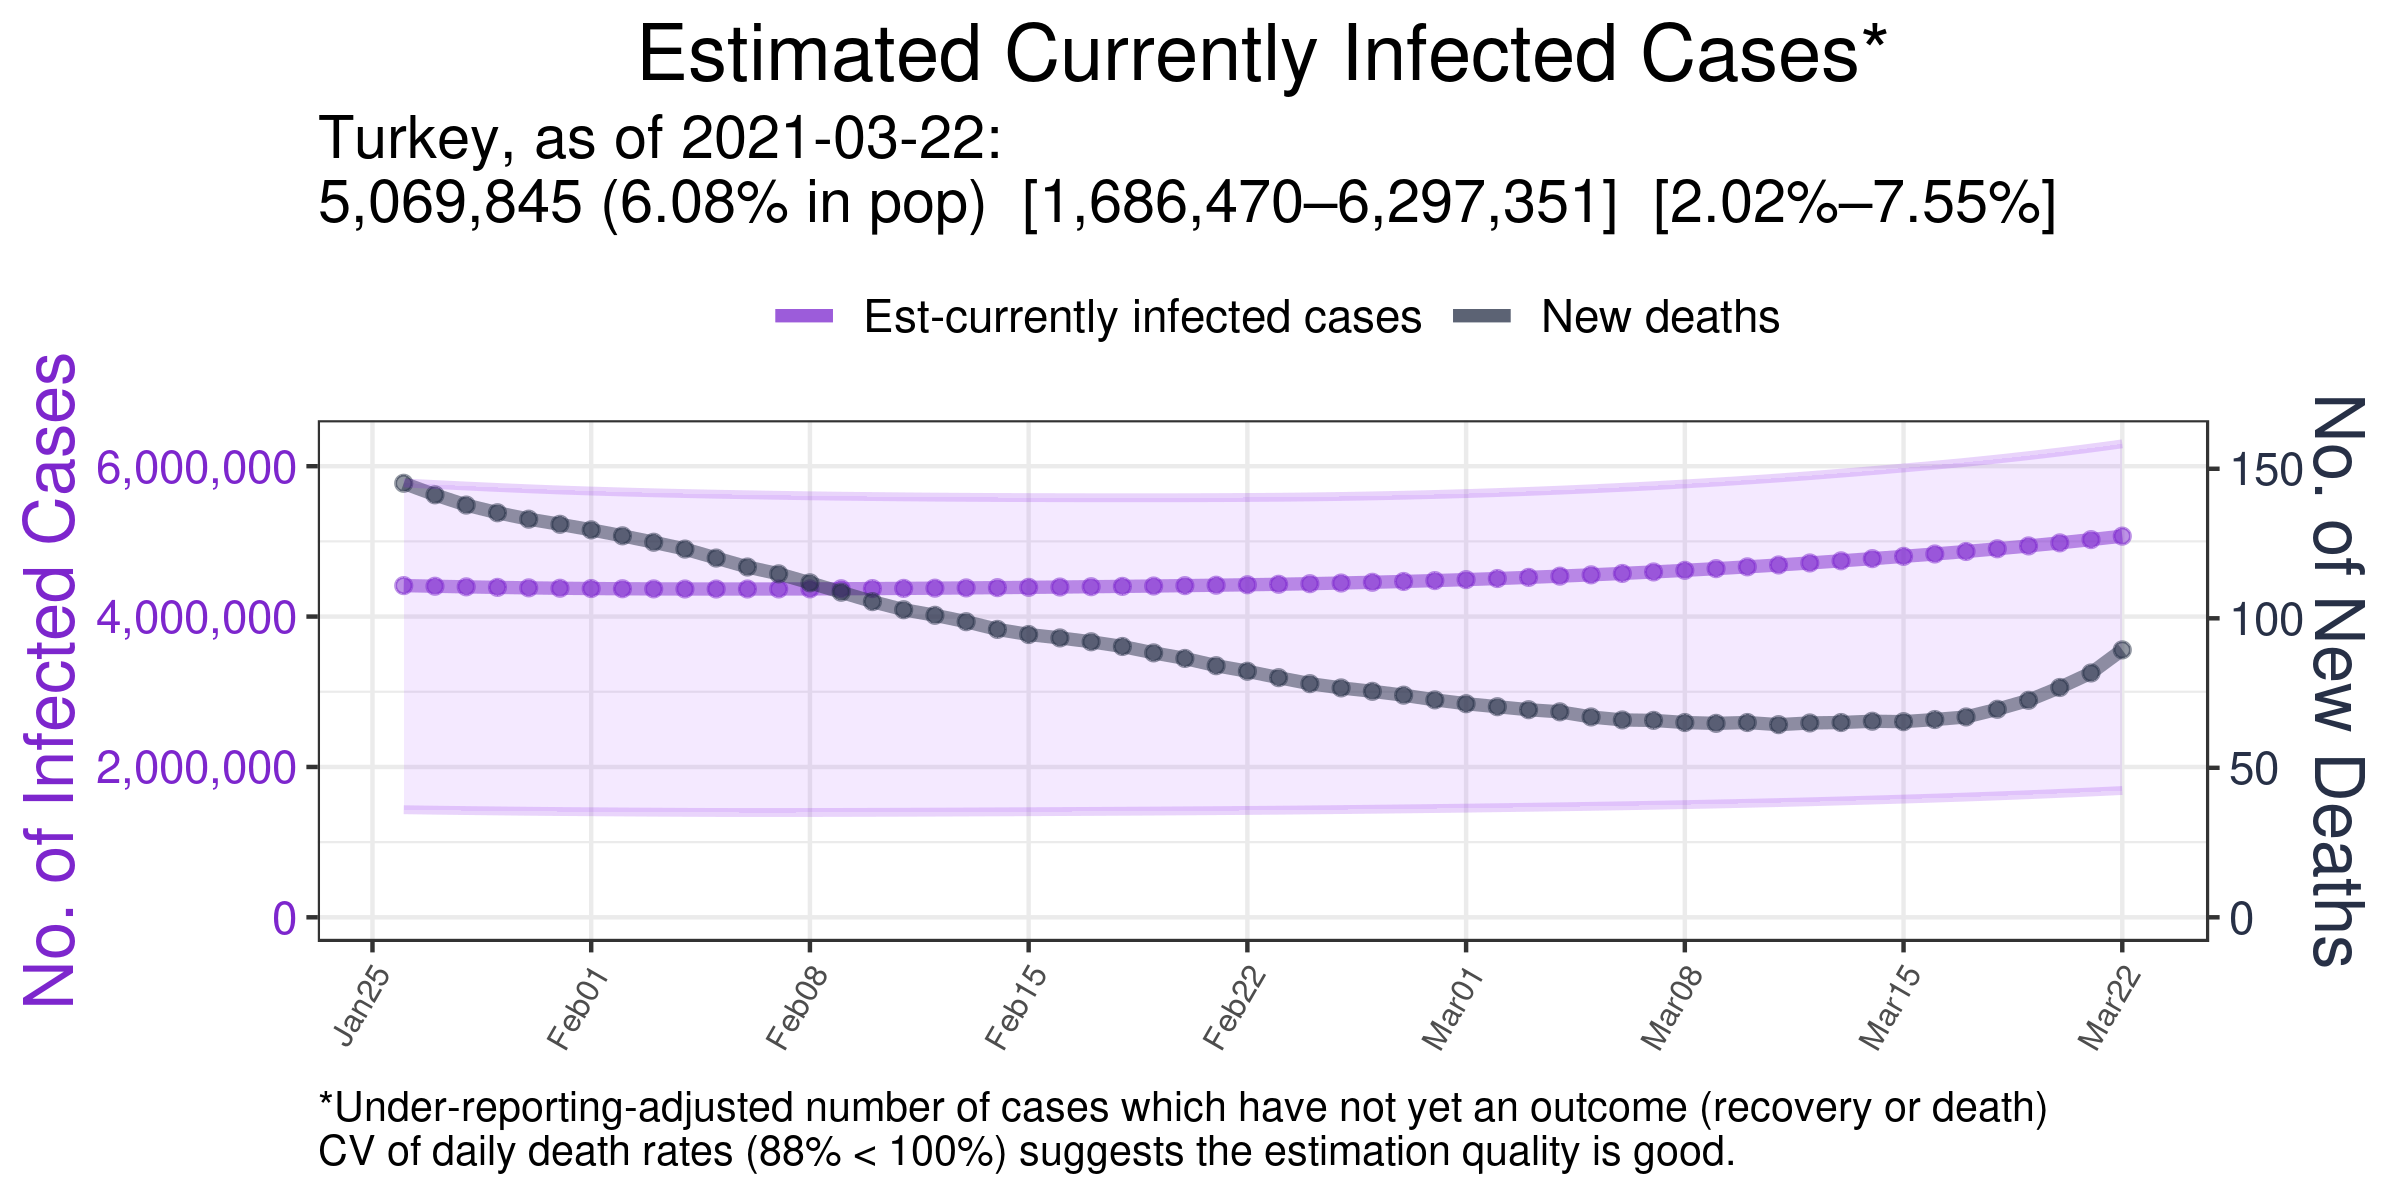 Estimated Currently Infected Cases*
Turkey, as of 2021-03-22:
5,069,845 (6.08% in pop)  [1,686,470–6,297,351]  [2.02%–7.55%]
Est-currently infected cases
New deaths
No. of Infected Cases
6,000,000
4,000,000
2,000,000
0
150
100
50
0
No. of New Deaths
Jan25
Feb01
Feb08
Feb15
Feb22
Mar01
Mar08
Mar15
Mar22
*Under-reporting-adjusted number of cases which have not yet an outcome (recovery or death)
CV of daily death rates (88% < 100%) suggests the estimation quality is good.